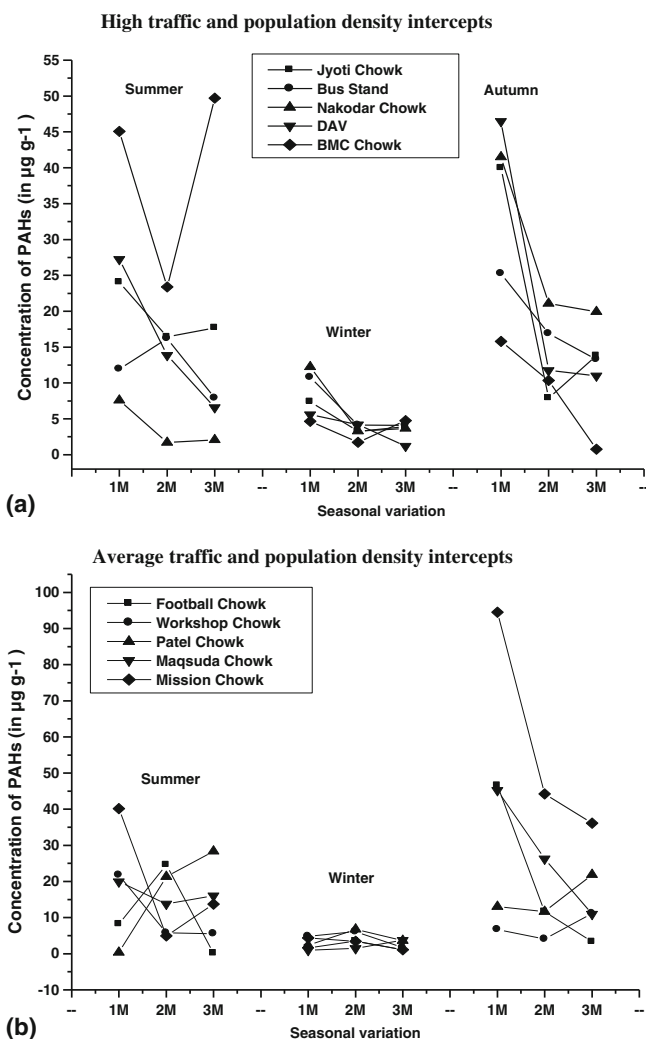 High traffic and population density intercepts
55
50
45
40
35
30
25
20
15
10
5
0
Concentration of PAHs (in µg g-1 )
Summer
Winter
Autumn
Jyoti Chowk
Bus Stand
Nakodar Chowk
DAV
BMC Chowk
-- 1M 2M 3M -- 1M 2M 3M -- 1M 2M 3M --
Seasonal variation
(a)
Average traffic and population density intercepts
100
90
80
70
60
50
40
30
20
10
0
-10
Concentration of PAHs (in µg g-1 )
Football Chowk
Workshop Chowk
Patel Chowk
Maqsuda Chowk
Mission Chowk
Summer
Winter
-- 1M 2M 3M -- 1M 2M 3M -- 1M 2M 3M --
Seasonal variation
(b)